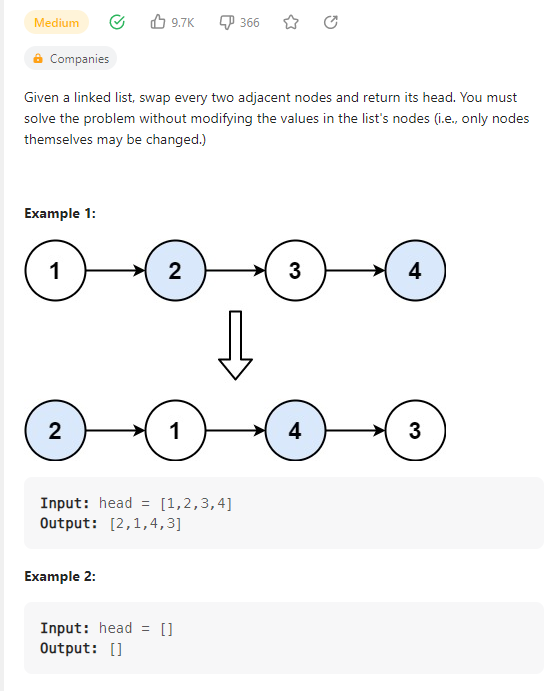 Medium 9.7K 366
Companies
Given a linked list, swap every two adjacent nodes and return its head. You must
solve the problem without modifying the values in the list's nodes (i.e., only nodes
themselves may be changed.)
Example 1:
1 2 3 4
2 1 4 3
Input: head = [1,2,3,4]
Output: [2,1,4,3]
Example 2:
Input: head = []
Output: []